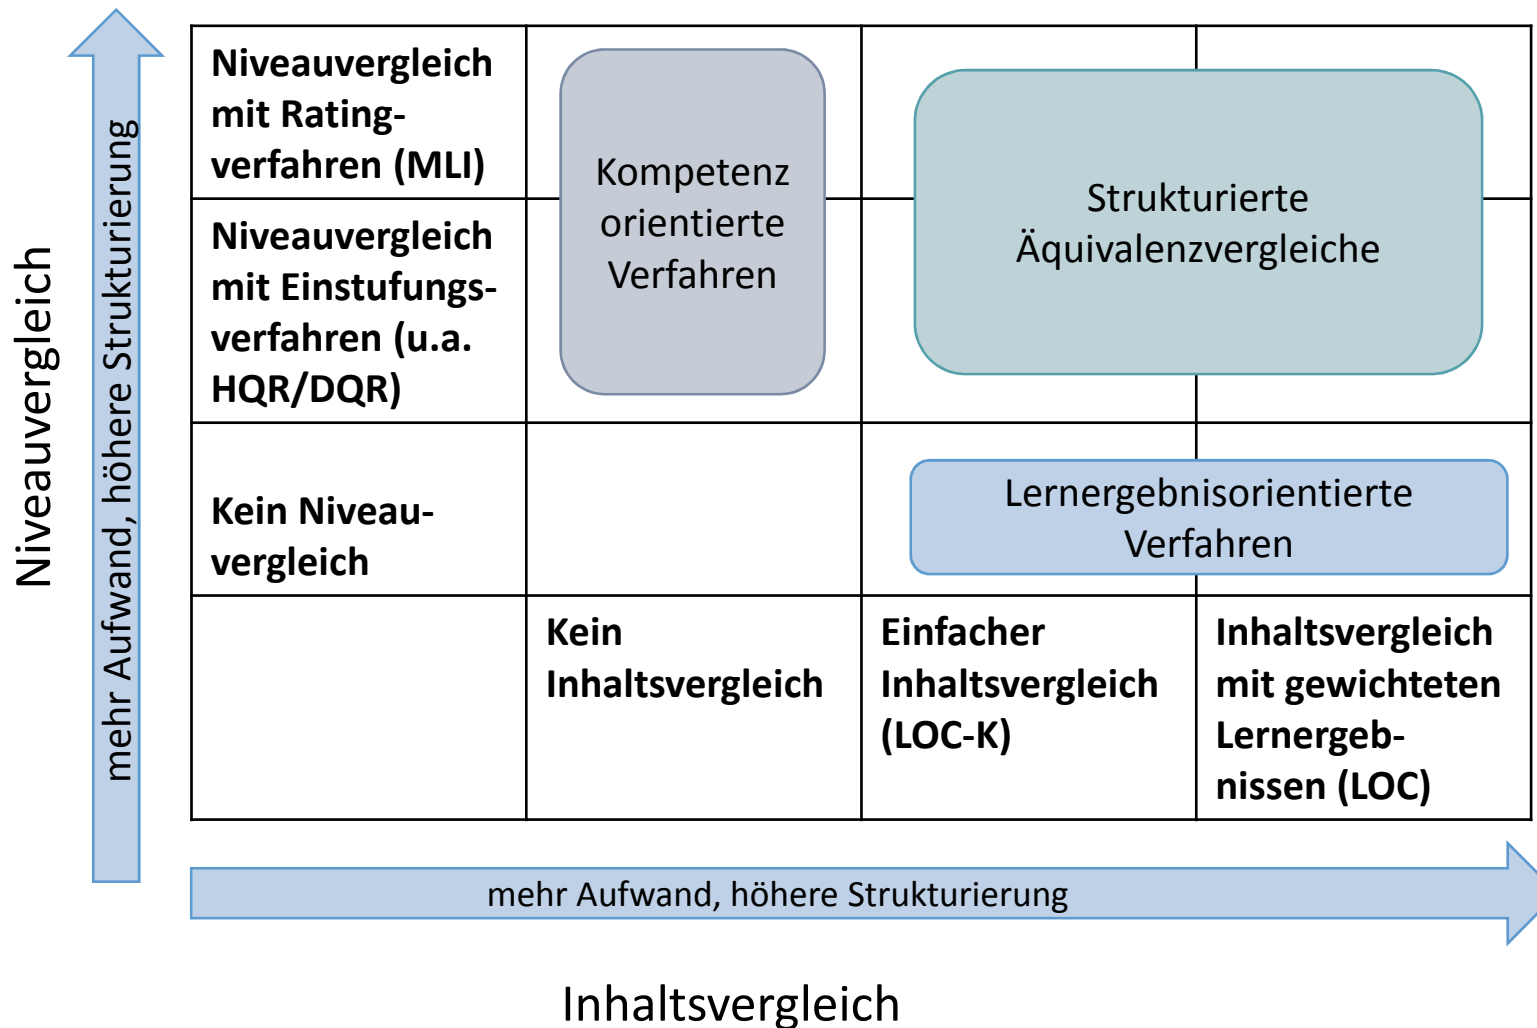 Niveauvergleich
mehr Aufwand, höhere Strukturierung
Niveauvergleich
mit Rating-
verfahren (MLI)
Kompetenz
orientierte
Verfahren
Strukturierte
Äquivalenzvergleiche
Niveauvergleich
mit Einstufungs-
verfahren (u.a.
HQR/DQR)
Kein Niveau-
vergleich
Lernergebnisorientierte
Verfahren
Kein
Inhaltsvergleich
Einfacher
Inhaltsvergleich
(LOC-K)
Inhaltsvergleich
mit gewichteten
Lernergeb-
nissen (LOC)
mehr Aufwand, höhere Strukturierung
Inhaltsvergleich